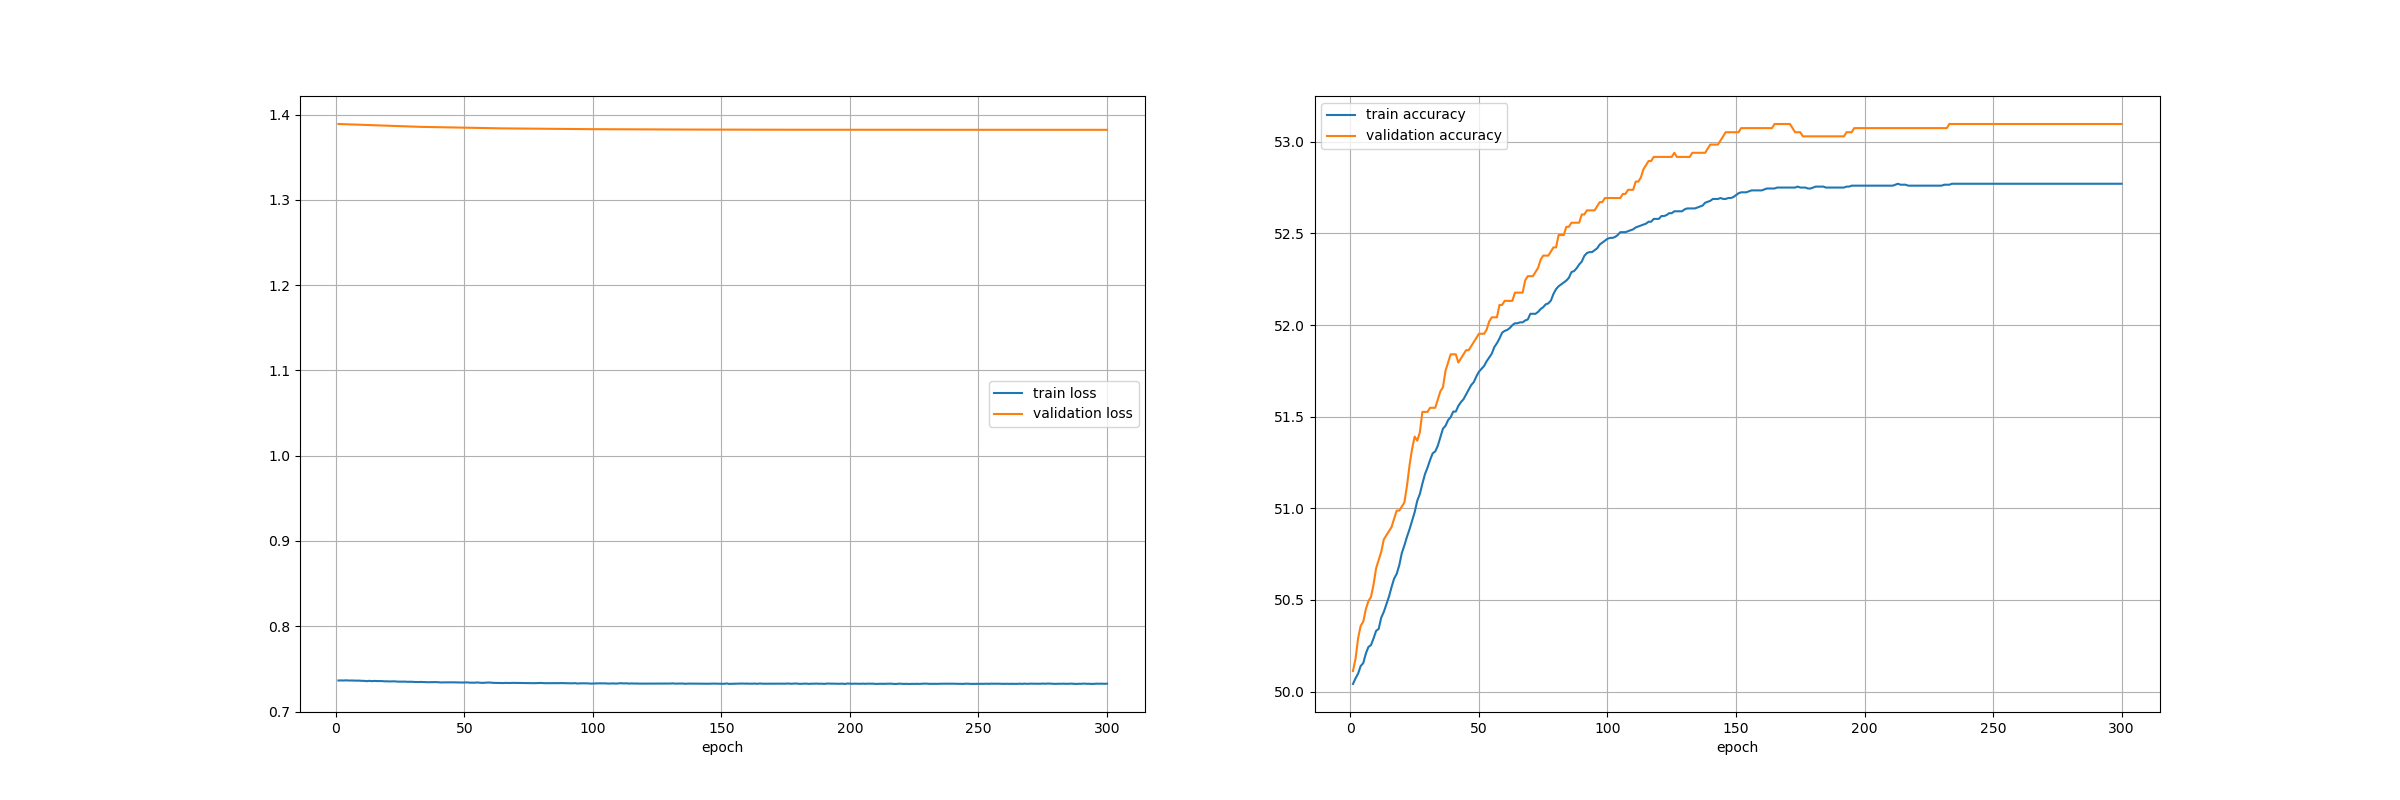 1.4
1.3
1.2
1.1
1.0
0.9
0.8
0.7
0 50 100 150 200 250 300
epoch
train loss
validation loss
train accuracy
validation accuracy
53.0
52.5
52.0
51.5
51.0
50.5
50.0
0 50 100 150 200 250 300
epoch